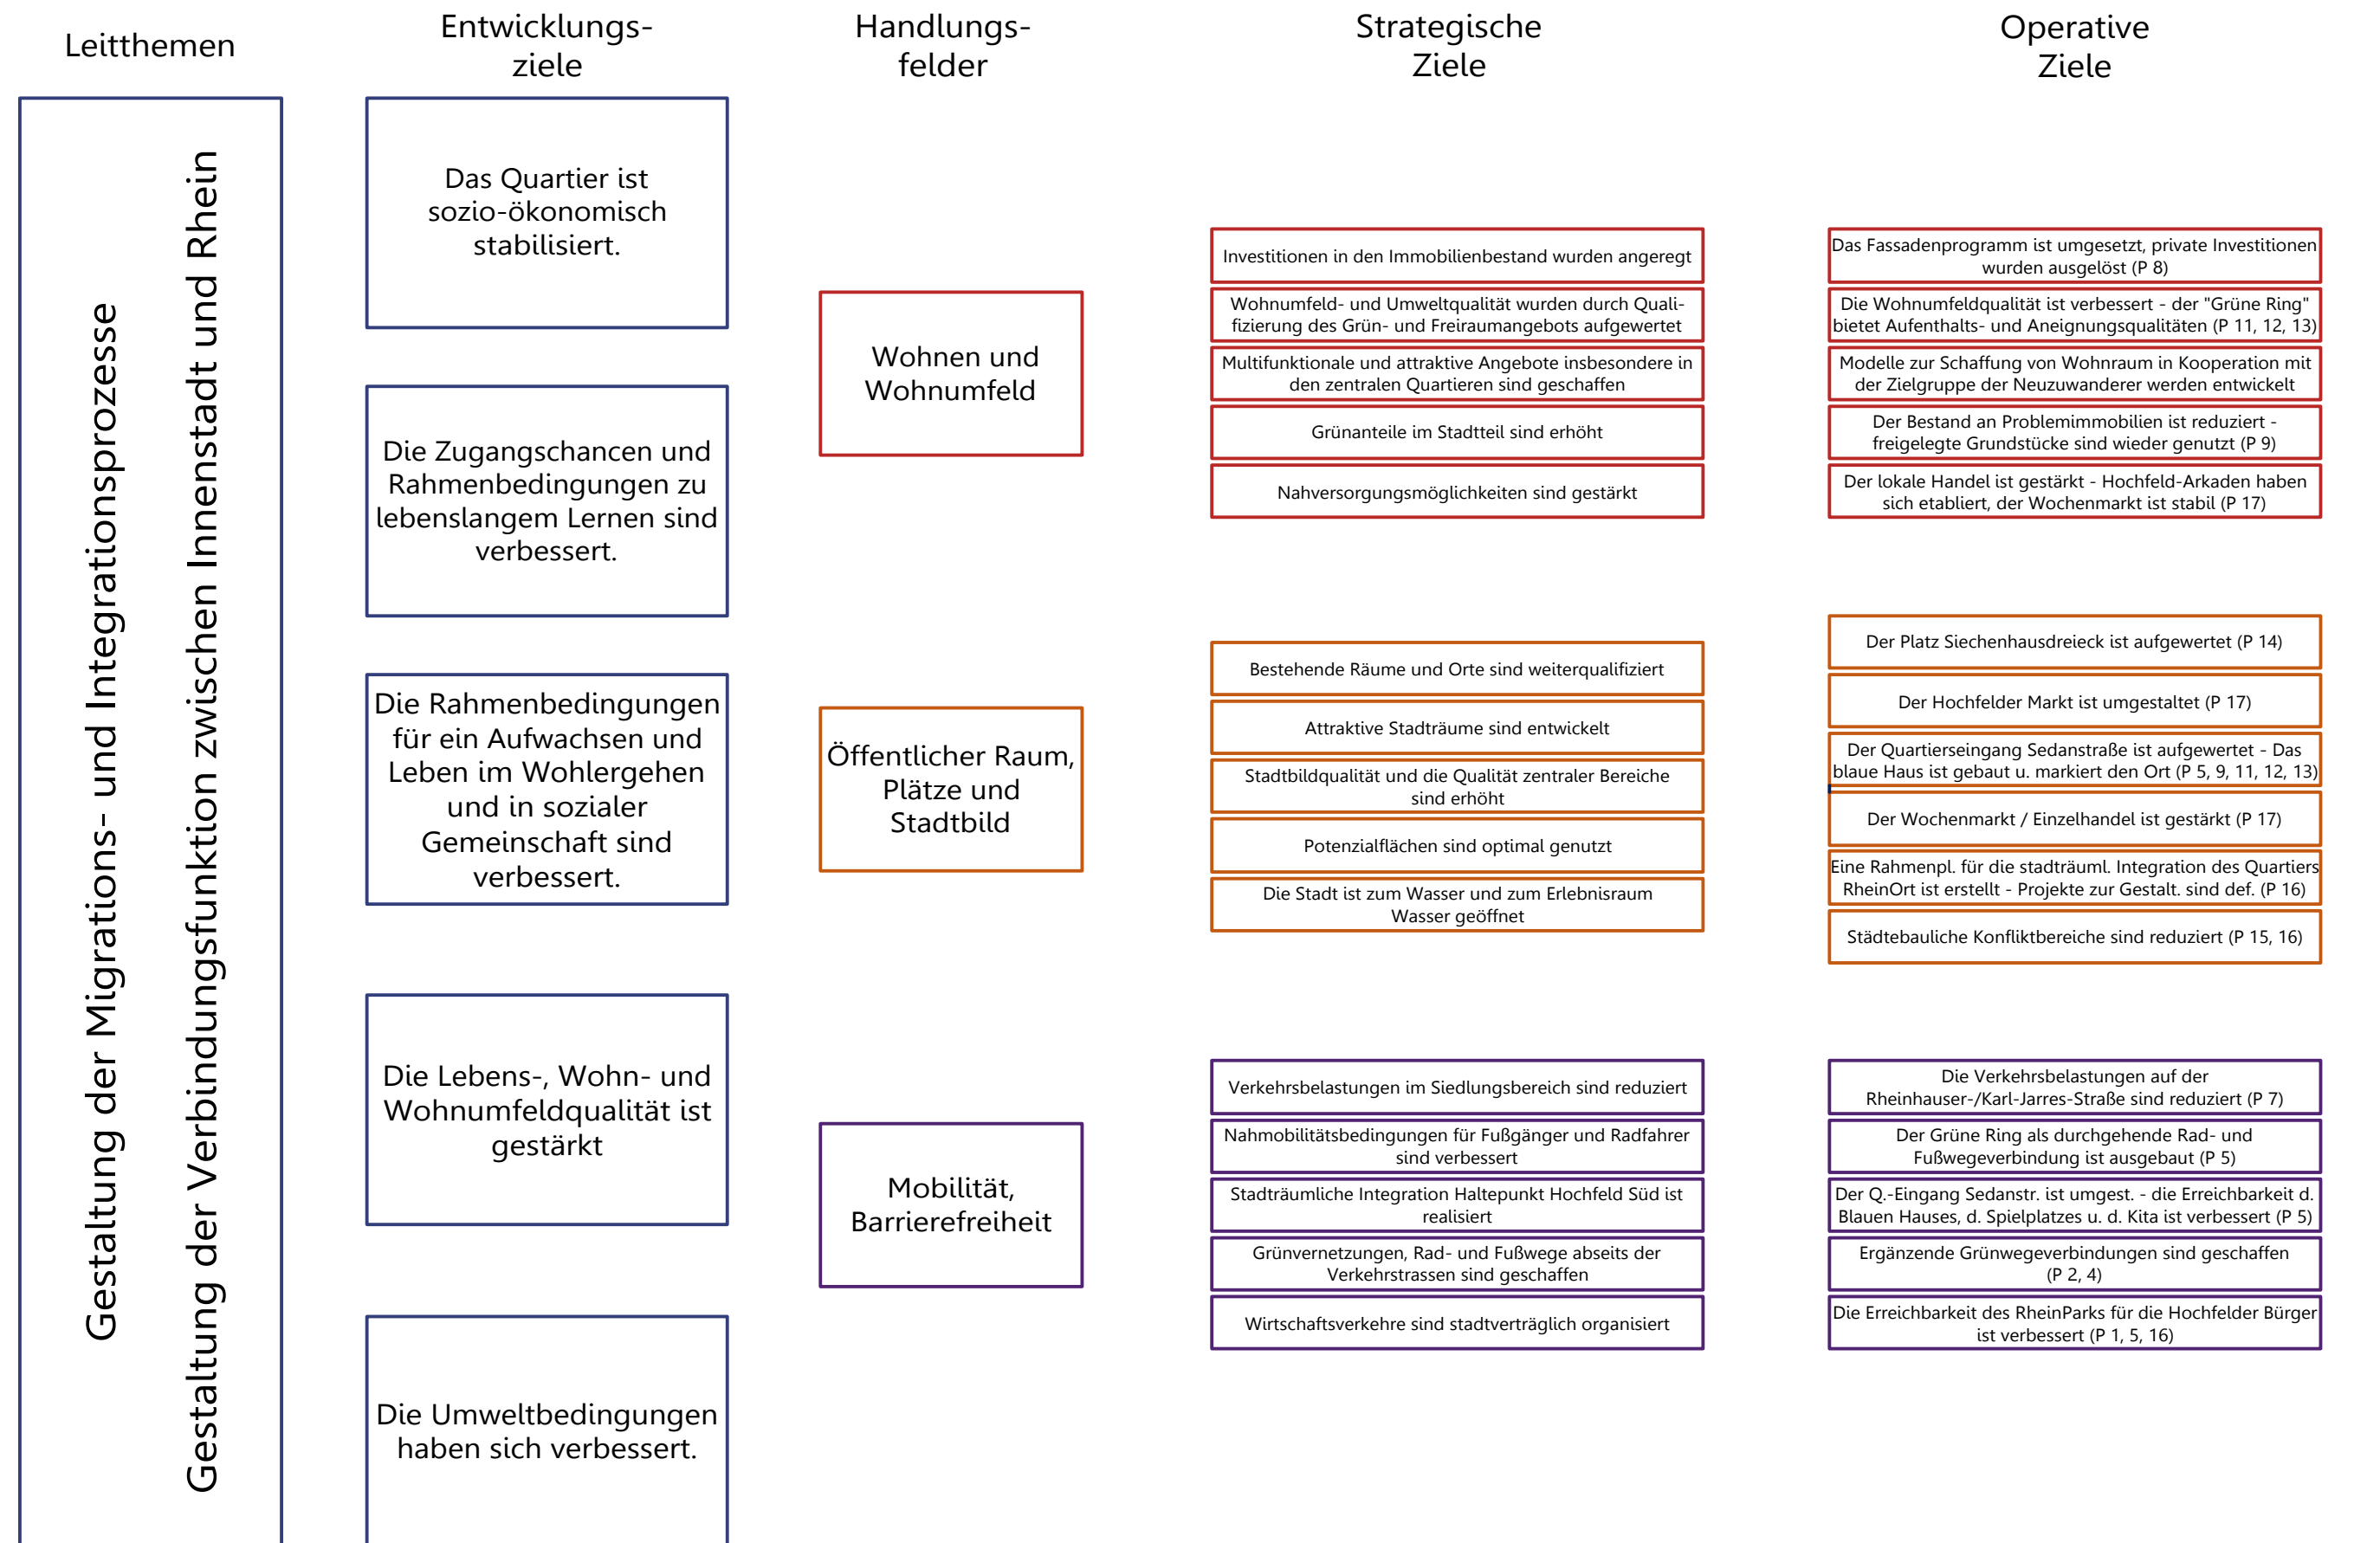 Leitthemen
Entwicklungs-
ziele
Handlungs-
felder
Strategische
Ziele
Operative
Ziele
Gestaltung der Migrations- und Integrationsprozesse
Gestaltung der Verbindungsfunktion zwischen Innenstadt und Rhein
Das Quartier ist
sozio-ökonomisch
stabilisiert.
Die Zugangschancen und
Rahmenbedingungen zu
lebenslangem Lernen sind
verbessert.
Die Rahmenbedingungen
für ein Aufwachsen und
Leben im Wohlergehen
und in sozialer
Gemeinschaft sind
verbessert.
Die Lebens-, Wohn- und
Wohnumfeldqualität ist
gestärkt
Die Umweltbedingungen
haben sich verbessert.
Wohnen und
Wohnumfeld
Investitionen in den Immobilienbestand wurden angeregt
Wohnumfeld- und Umweltqualität wurden durch Quali-
fizierung des Grün- und Freiraumangebots aufgewertet
Multifunktionale und attraktive Angebote insbesondere in
den zentralen Quartieren sind geschaffen
Grünanteile im Stadtteil sind erhöht
Nahversorgungsmöglichkeiten sind gestärkt
Das Fassadenprogramm ist umgesetzt, private Investitionen
wurden ausgelöst (P 8)
Die Wohnumfeldqualität ist verbessert - der "Grüne Ring"
bietet Aufenthalts- und Aneignungsqualitäten (P 11, 12, 13)
Modelle zur Schaffung von Wohnraum in Kooperation mit
der Zielgruppe der Neuzuwanderer werden entwickelt
Der Bestand an Problemimmobilien ist reduziert -
freigelegte Grundstücke sind wieder genutzt (P 9)
Der lokale Handel ist gestärkt - Hochfeld-Arkaden haben
sich etabliert, der Wochenmarkt ist stabil (P 17)
Öffentlicher Raum,
Plätze und
Stadtbild
Bestehende Räume und Orte sind weiterqualifiziert
Attraktive Stadträume sind entwickelt
Stadtbildqualität und die Qualität zentraler Bereiche
sind erhöht
Potenzialflächen sind optimal genutzt
Die Stadt ist zum Wasser und zum Erlebnisraum
Wasser geöffnet
Der Platz Siechenhausdreieck ist aufgewertet (P 14)
Der Hochfelder Markt ist umgestaltet (P 17)
Der Quartierseingang Sedanstraße ist aufgewertet - Das
blaue Haus ist gebaut u. markiert den Ort (P 5, 9, 11, 12, 13)
Der Wochenmarkt / Einzelhandel ist gestärkt (P 17)
Eine Rahmenpl. für die stadträuml. Integration des Quartiers
RheinOrt ist erstellt - Projekte zur Gestalt. sind def. (P 16)
Städtebauliche Konfliktbereiche sind reduziert (P 15, 16)
Mobilität,
Barrierefreiheit
Verkehrsbelastungen im Siedlungsbereich sind reduziert
Nahmobilitätsbedingungen für Fußgänger und Radfahrer
sind verbessert
Stadträumliche Integration Haltepunkt Hochfeld Süd ist
realisiert
Grünvernetzungen, Rad- und Fußwege abseits der
Verkehrstrassen sind geschaffen
Wirtschaftsverkehre sind stadtverträglich organisiert
Die Verkehrsbelastungen auf der
Rheinhauser-/Karl-Jarres-Straße sind reduziert (P 7)
Der Grüne Ring als durchgehende Rad- und
Fußwegeverbindung ist ausgebaut (P 5)
Der Q.-Eingang Sedanstr. ist umgest. - die Erreichbarkeit d.
Blauen Hauses, d. Spielplatzes u. d. Kita ist verbessert (P 5)
Ergänzende Grünwegeverbindungen sind geschaffen
(P 2, 4)
Die Erreichbarkeit des RheinParks für die Hochfelder Bürger
ist verbessert (P 1, 5, 16)